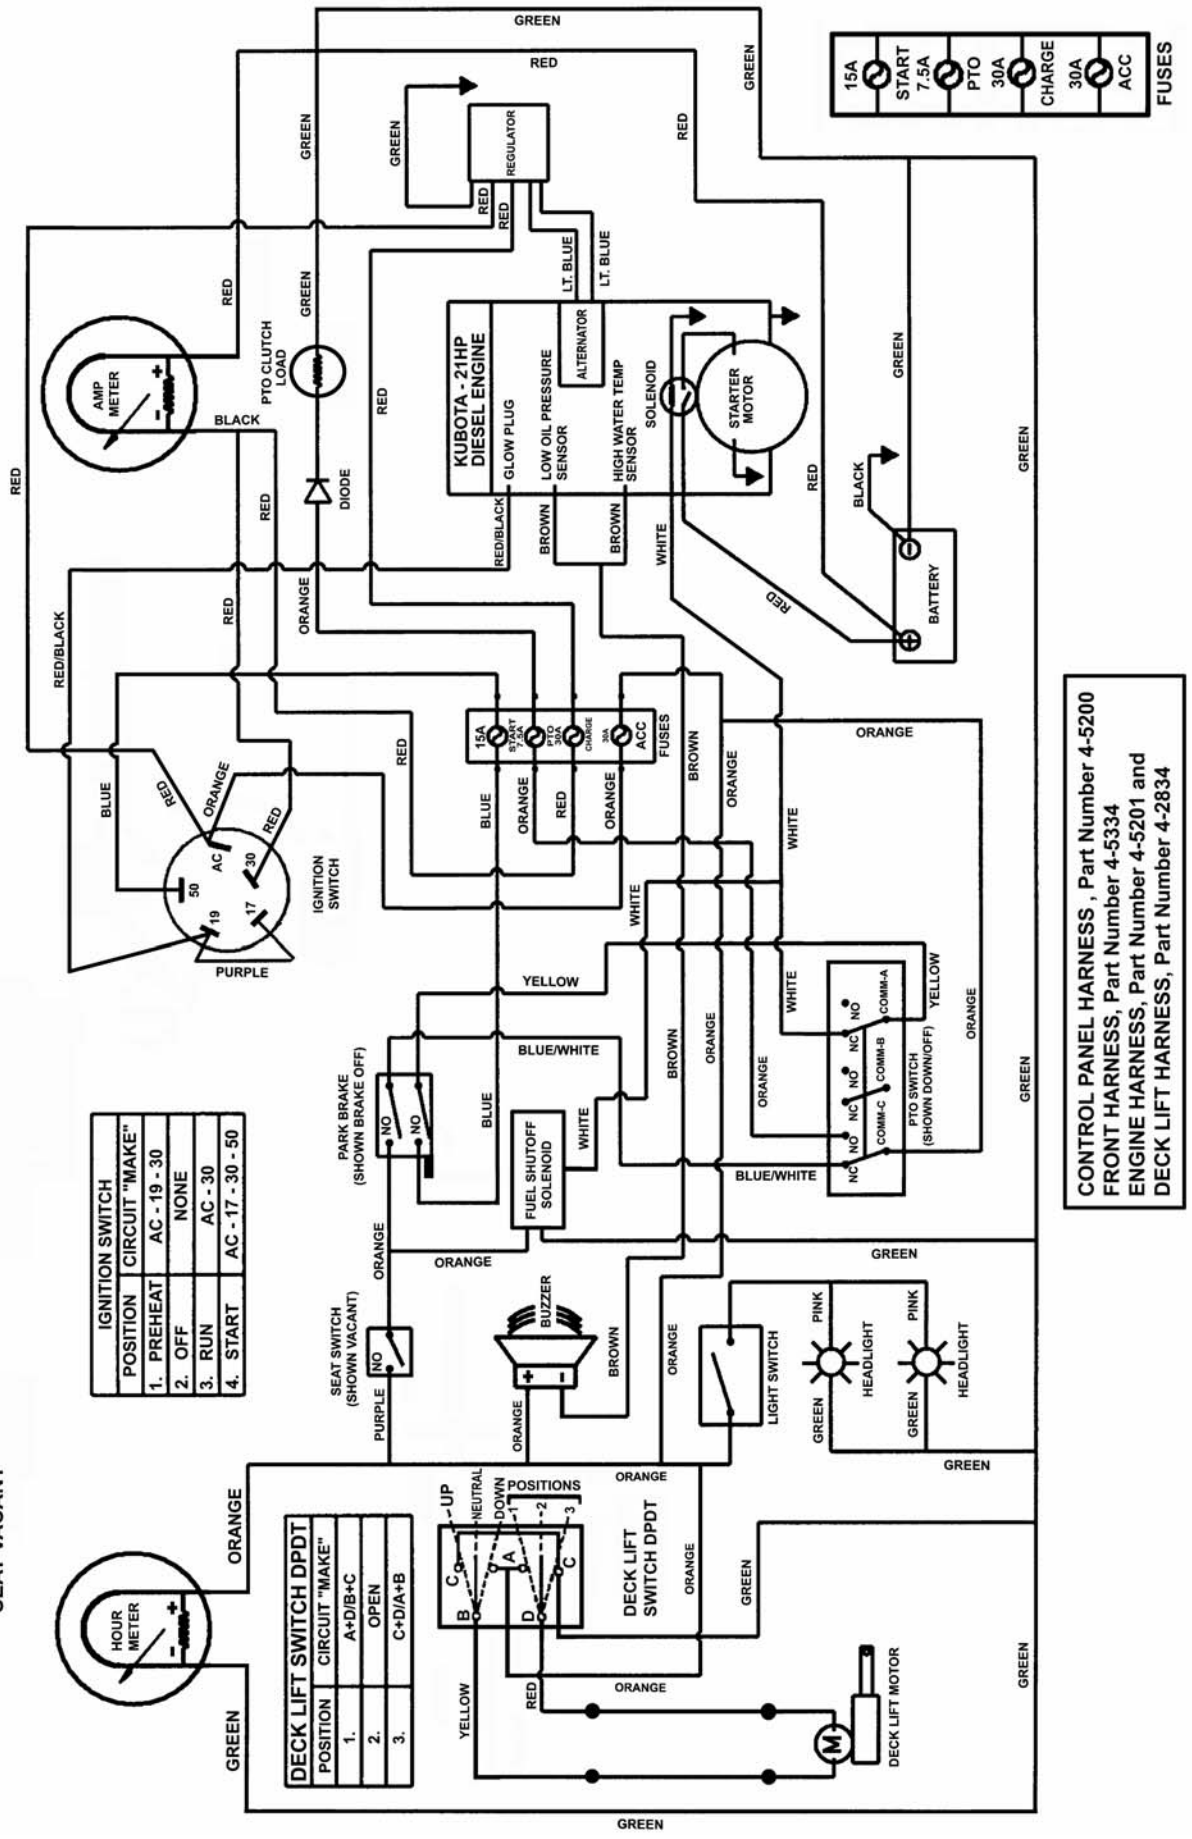 GREEN
RED
GREEN
RED
GREEN
GREEN
REGULATOR
RED
RED
LT. BLUE
LT. BLUE
15A
START
7.5A
PTO
30A
CHARGE
30A
ACC
FUSES
RED
AMP
METER
- +
RED
BLACK
RED
PTO CLUTCH
LOAD
GREEN
DIODE
RED
KUBOTA - 21HP
DIESEL ENGINE
GLOW PLUG
LOW OIL PRESSURE
SENSOR
ALTERNATOR
HIGH WATER TEMP
SENSOR
SOLENOID
STARTER
MOTOR
RED/BLACK
BROWN
BROWN
WHITE
RED
RED
BLACK
GREEN
GREEN
BATTERY
- +
RED/BLACK
RED
ORANGE
BLUE
RED
ORANGE
RED
AC
30
50
19
17
IGNITION
SWITCH
PURPLE
RED
15A
START
7.5A
PTO
30A
CHARGE
30A
ACC
FUSES
BLUE
ORANGE
RED
ORANGE
BROWN
ORANGE
ORANGE
WHITE
WHITE
YELLOW
BLUE/WHITE
BROWN
ORANGE
WHITE
ORANGE
YELLOW
ORANGE
NC NO
COMM-A
NC NO
COMM-B
NC NO
COMM-C
PTO SWITCH
(SHOWN DOWN/OFF)
BLUE/WHITE
GREEN
CONTROL PANEL HARNESS , Part Number 4-5200
FRONT HARNESS, Part Number 4-5334
ENGINE HARNESS, Part Number 4-5201 and
DECK LIFT HARNESS, Part Number 4-2834
IGNITION SWITCH
POSITION CIRCUIT "MAKE"
1. PREHEAT AC - 19 - 30
2. OFF NONE
3. RUN AC - 30
4. START AC - 17 - 30 - 50
PARK BRAKE
(SHOWN BRAKE OFF)
NO
NO
BLUE
FUEL SHUTOFF
SOLENOID
WHITE
ORANGE
ORANGE
GREEN
SEAT SWITCH
(SHOWN VACANT)
NO
PURPLE
BUZZER
+ -
ORANGE
BROWN
ORANGE
LIGHT SWITCH
PINK
PINK
HEADLIGHT
HEADLIGHT
GREEN
GREEN
GREEN
HOUR
METER
- +
ORANGE
GREEN
DECK LIFT SWITCH DPDT
POSITION CIRCUIT "MAKE"
1. A+D/B+C
2. OPEN
3. C+D/A+B
UP
NEUTRAL
DOWN
POSITIONS
1
2
3
C
B
A
D
C
DECK LIFT
SWITCH DPDT
ORANGE
ORANGE
GREEN
ORANGE
YELLOW
RED
M
DECK LIFT MOTOR
GREEN
GREEN